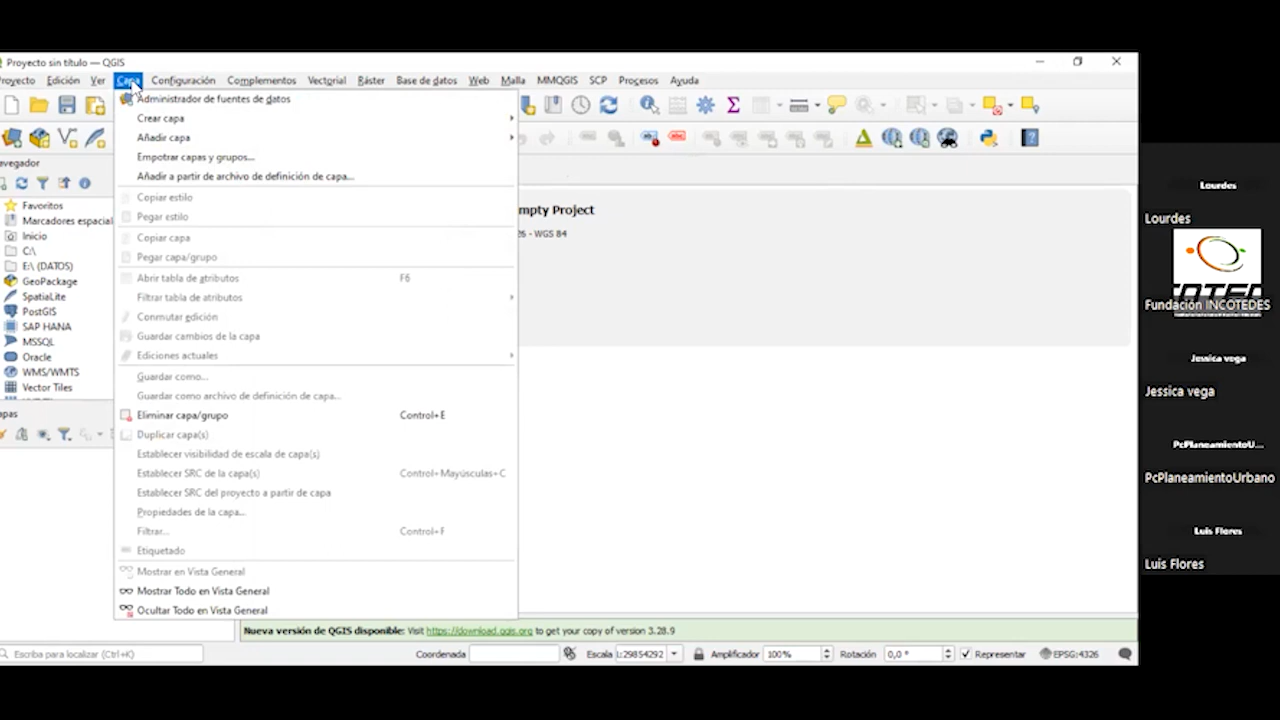 Proyecto sin título — QGIS
royecto Edición Ver Capa Configuración Complementos Vectorial Ráster Base de datos Web Malla MMQGIS SCP Procesos Ayuda
Administrador de fuentes de datos
Crear capa
Añadir capa
Empotrar capas y grupos...
Añadir a partir de archivo de definición de capa...
Copiar estilo
Pegar estilo
Copiar capa
Pegar capa/grupo
Abrir tabla de atributos F6
Filtrar tabla de atributos
Conmutar edición
Guardar cambios de la capa
Ediciones actuales
Guardar como...
Guardar como archivo de definición de capa...
Eliminar capa/grupo Control+E
Duplicar capa(s)
Establecer visibilidad de escala de capa(s)
Establecer SRC de la capa(s) Control+Mayúsculas+C
Establecer SRC del proyecto a partir de capa
Propiedades de la capa...
Filtrar... Control+F
Etiquetado
Mostrar en Vista General
Mostrar Todo en Vista General
Ocultar Todo en Vista General
avegador
Favoritos
Marcadores espacial
Inicio
C:\
E:\ (DATOS)
GeoPackage
SpatiaLite
PostGIS
SAP HANA
MSSQL
Oracle
WMS/WMTS
Vector Tiles
apas
mpty Project
26 - WGS 84
Nueva versión de QGIS disponible: Visit https://download.qgis.org to get your copy of version 3.28.9
Escriba para localizar (Ctrl+K) Coordenada Escala 1:29854292 Amplificador 100% Rotación 0,0 ° Representar EPSG:4326
Lourdes
Lourdes
Fundación INCOTEDES
Jessica vega
Jessica vega
PcPlaneamientoU...
PcPlaneamientoUrbano
Luis Flores
Luis Flores